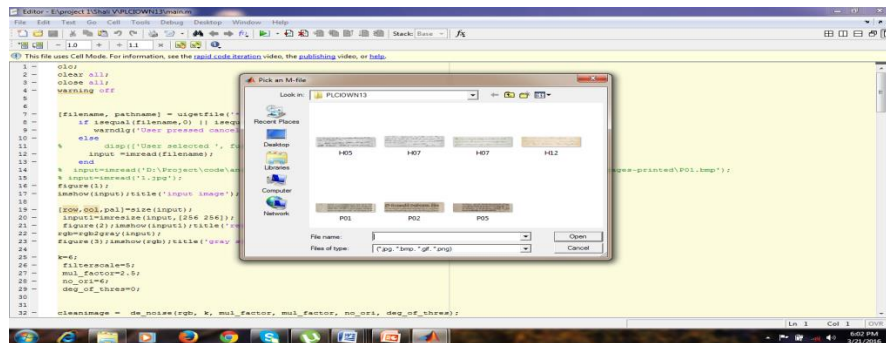 Editor - E:\project 1\Shali V\PLCIOWN13\main.m
File Edit Text Go Cell Tools Debug Desktop Window Help
Stack: Base
- 1.0 + ÷ 1.1 ×
This file uses Cell Mode. For information, see the rapid code iteration video, the publishing video, or help.
1 - clc;
2 - clear all;
3 - close all;
4 - warning off
5
6
7 - [filename, pathname] = uigetfile('
8 - if isequal(filename,0) || isequ
9 - warndlg('User pressed cancel
10 - else
11 % disp(['User selected ', fu
12 - input =imread(filename);
13 - end
14 % input=imread('D:\Project\code\an ages-printed\P01.bmp');
15 % input=imread('1.jpg');
16 - figure(1);
17 - imshow(input);title('input image');
18
19 - [row,col,pal]=size(input);
20 - input1=imresize(input,[256 256]);
21 - figure(2);imshow(input1);title('re
22 - rgb=rgb2gray(input);
23 - figure(3);imshow(rgb);title('gray
24
25 - k=6;
26 - filterscale=5;
27 - mul_factor=2.5;
28 - no_ori=6;
29 - deg_of_thres=0;
30
31
32 - cleanimage = de_noise(rgb, k, mul_factor, mul_factor, no_ori, deg_of_thres);
Pick an M-file
Look in: PLCIOWN13
Recent Places
Desktop
Libraries
Computer
Network
H05 H07 H07 H12
P01 P02 P05
File name: Open
Files of type: (*.jpg, *.bmp, *.gif, *.png) Cancel
Ln 1 Col 1 OVR
6:02 PM
3/21/2016